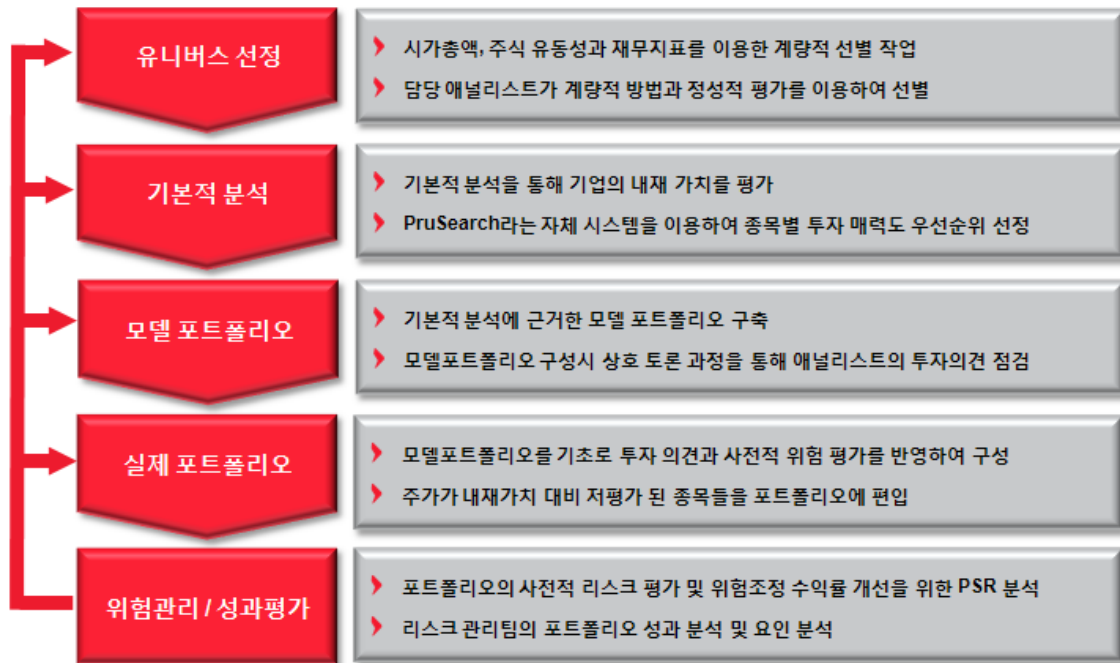 유니버스 선정
시가총액, 주식 유동성과 재무지표를 이용한 계량적 선별 작업
담당 애널리스트가 계량적 방법과 정성적 평가를 이용하여 선별
기본적 분석
기본적 분석을 통해 기업의 내재 가치를 평가
PruSearch라는 자체 시스템을 이용하여 종목별 투자 매력도 우선순위 선정
모델 포트폴리오
기본적 분석에 근거한 모델 포트폴리오 구축
모델포트폴리오 구성시 상호 토론 과정을 통해 애널리스트의 투자의견 점검
실제 포트폴리오
모델포트폴리오를 기초로 투자 의견과 사전적 위험 평가를 반영하여 구성
주가가 내재가치 대비 저평가 된 종목들을 포트폴리오에 편입
위험관리 / 성과평가
포트폴리오의 사전적 리스크 평가 및 위험조정 수익률 개선을 위한 PSR 분석
리스크 관리팀의 포트폴리오 성과 분석 및 요인 분석